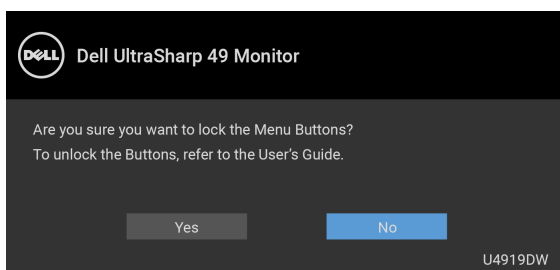 DELL Dell UltraSharp 49 Monitor
Are you sure you want to lock the Menu Buttons?
To unlock the Buttons, refer to the User's Guide.
Yes No
U4919DW